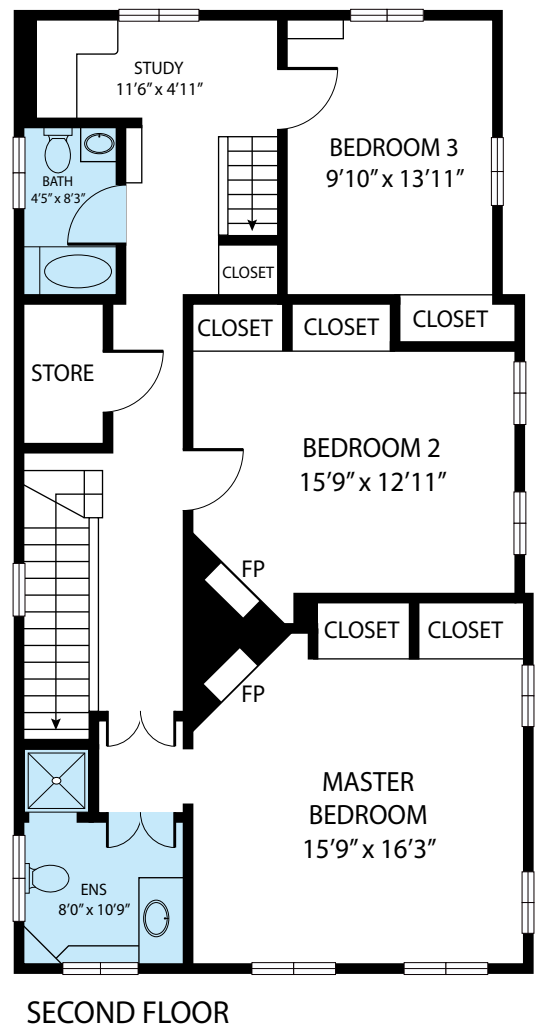 STUDY
11'6” x 4'11”
BEDROOM 3
9'10” x 13'11”
BATH
4'5” x 8'3”
CLOSET
CLOSET
CLOSET
CLOSET
STORE
BEDROOM 2
15'9” x 12'11”
FP
CLOSET
CLOSET
FP
MASTER
BEDROOM
15'9” x 16'3”
ENS
8'0” x 10'9”
SECOND FLOOR